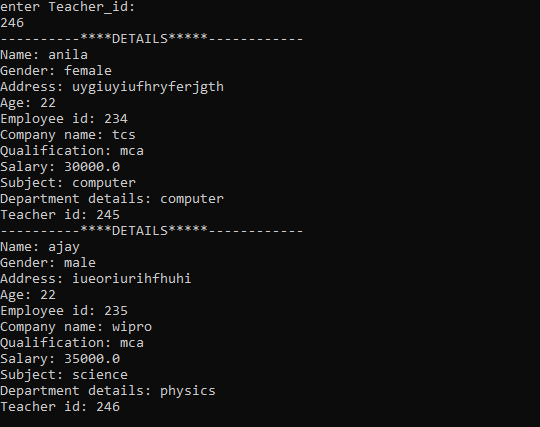 enter Teacher_id:
246
----------****DETAILS*****------------
Name: anila
Gender: female
Address: uygiuyiufhryferjgth
Age: 22
Employee id: 234
Company name: tcs
Qualification: mca
Salary: 30000.0
Subject: computer
Department details: computer
Teacher id: 245
----------****DETAILS*****------------
Name: ajay
Gender: male
Address: iueoriurihfhuhi
Age: 22
Employee id: 235
Company name: wipro
Qualification: mca
Salary: 35000.0
Subject: science
Department details: physics
Teacher id: 246